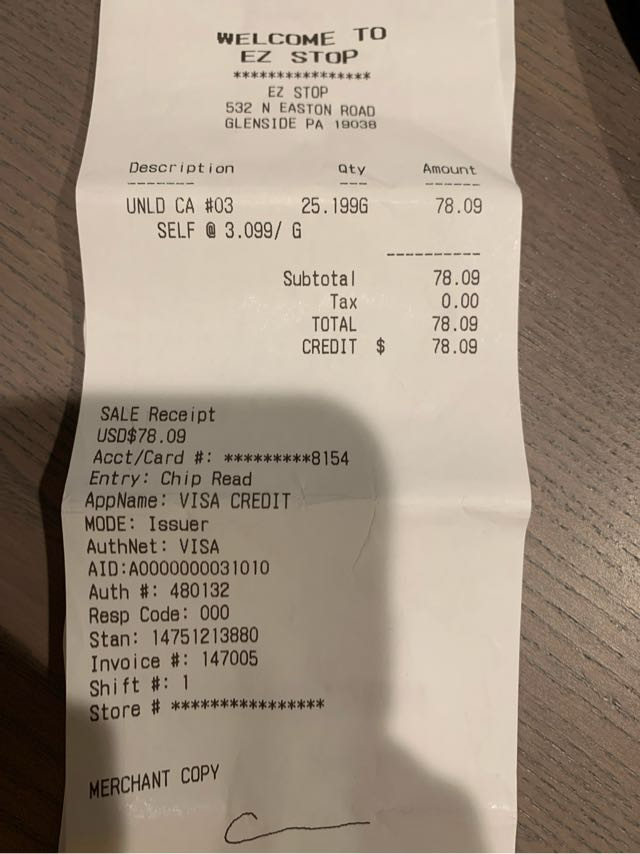 WELCOME TO
EZ STOP
****************
EZ STOP
532 N EASTON ROAD
GLENSIDE PA 19038
Description Qty Amount
------- --- ------
UNLD CA #03 25.199G 78.09
SELF @ 3.099/ G
----------
Subtotal 78.09
Tax 0.00
TOTAL 78.09
CREDIT $ 78.09
SALE Receipt
USD$78.09
Acct/Card #: *********8154
Entry: Chip Read
AppName: VISA CREDIT
MODE: Issuer
AuthNet: VISA
AID:A0000000031010
Auth #: 480132
Resp Code: 000
Stan: 14751213880
Invoice #: 147005
Shift #: 1
Store # ****************
MERCHANT COPY